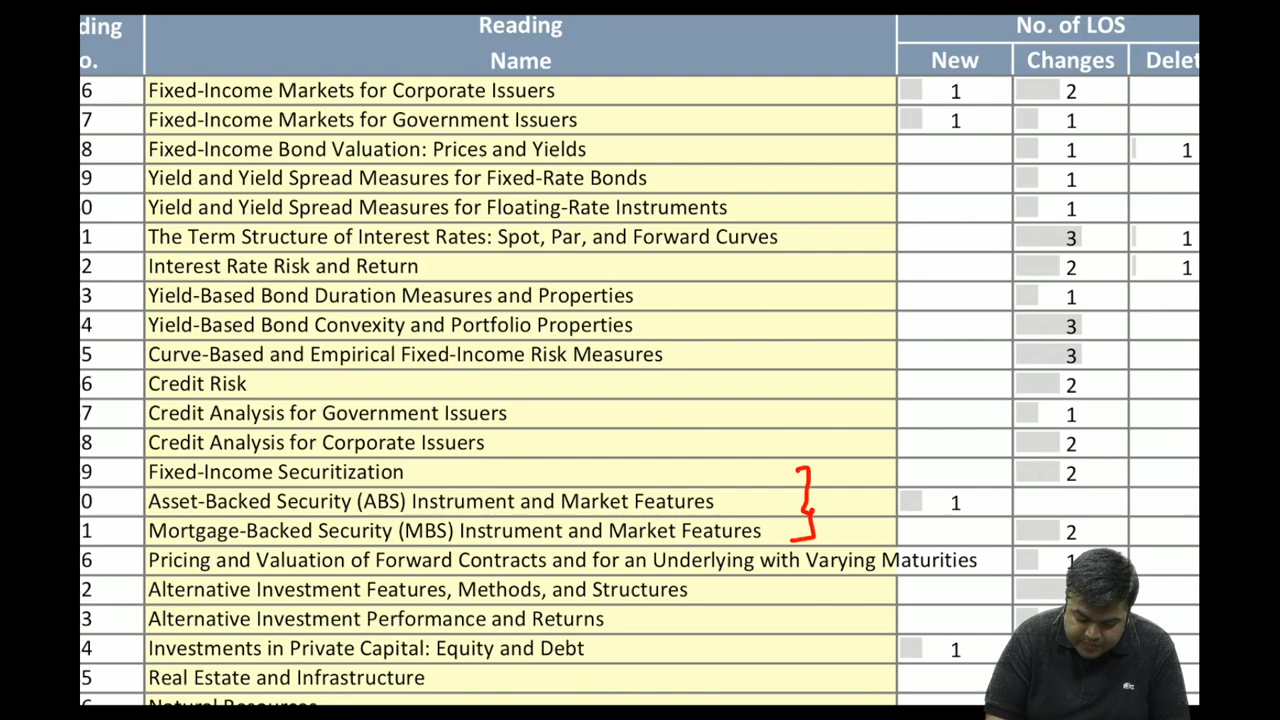 ding Reading No. of LOS
o. Name New Changes Delet
6 Fixed-Income Markets for Corporate Issuers 1 2
7 Fixed-Income Markets for Government Issuers 1 1
8 Fixed-Income Bond Valuation: Prices and Yields 1 1
9 Yield and Yield Spread Measures for Fixed-Rate Bonds 1
0 Yield and Yield Spread Measures for Floating-Rate Instruments 1
1 The Term Structure of Interest Rates: Spot, Par, and Forward Curves 3 1
2 Interest Rate Risk and Return 2 1
3 Yield-Based Bond Duration Measures and Properties 1
4 Yield-Based Bond Convexity and Portfolio Properties 3
5 Curve-Based and Empirical Fixed-Income Risk Measures 3
6 Credit Risk 2
7 Credit Analysis for Government Issuers 1
8 Credit Analysis for Corporate Issuers 2
9 Fixed-Income Securitization 2
0 Asset-Backed Security (ABS) Instrument and Market Features 1
1 Mortgage-Backed Security (MBS) Instrument and Market Features 2
6 Pricing and Valuation of Forward Contracts and for an Underlying with Varying Maturities 1
2 Alternative Investment Features, Methods, and Structures
3 Alternative Investment Performance and Returns
4 Investments in Private Capital: Equity and Debt 1
5 Real Estate and Infrastructure
Natural Resources